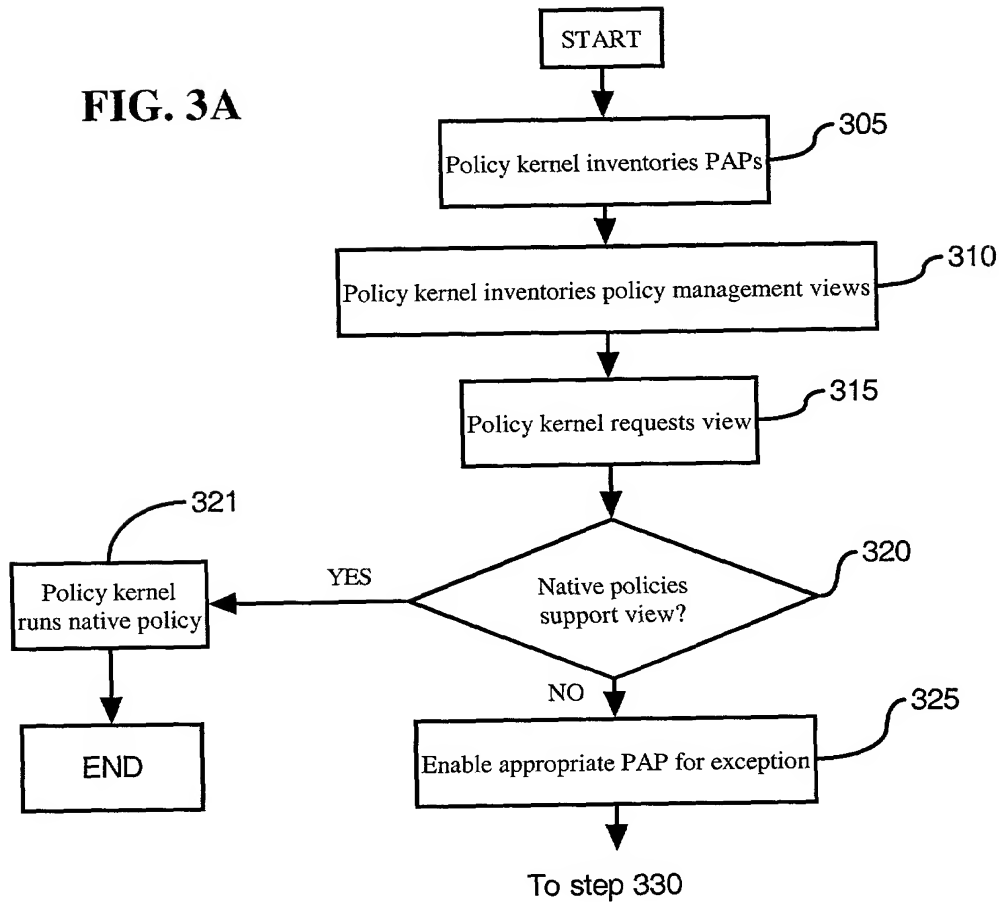 START
FIG. 3A
305
Policy kernel inventories PAPs
310
Policy kernel inventories policy management views
315
Policy kernel requests view
321
320
YES
Native policies
support view?
Policy kernel
runs native policy
NO
325
END
Enable appropriate PAP for exception
To step 330